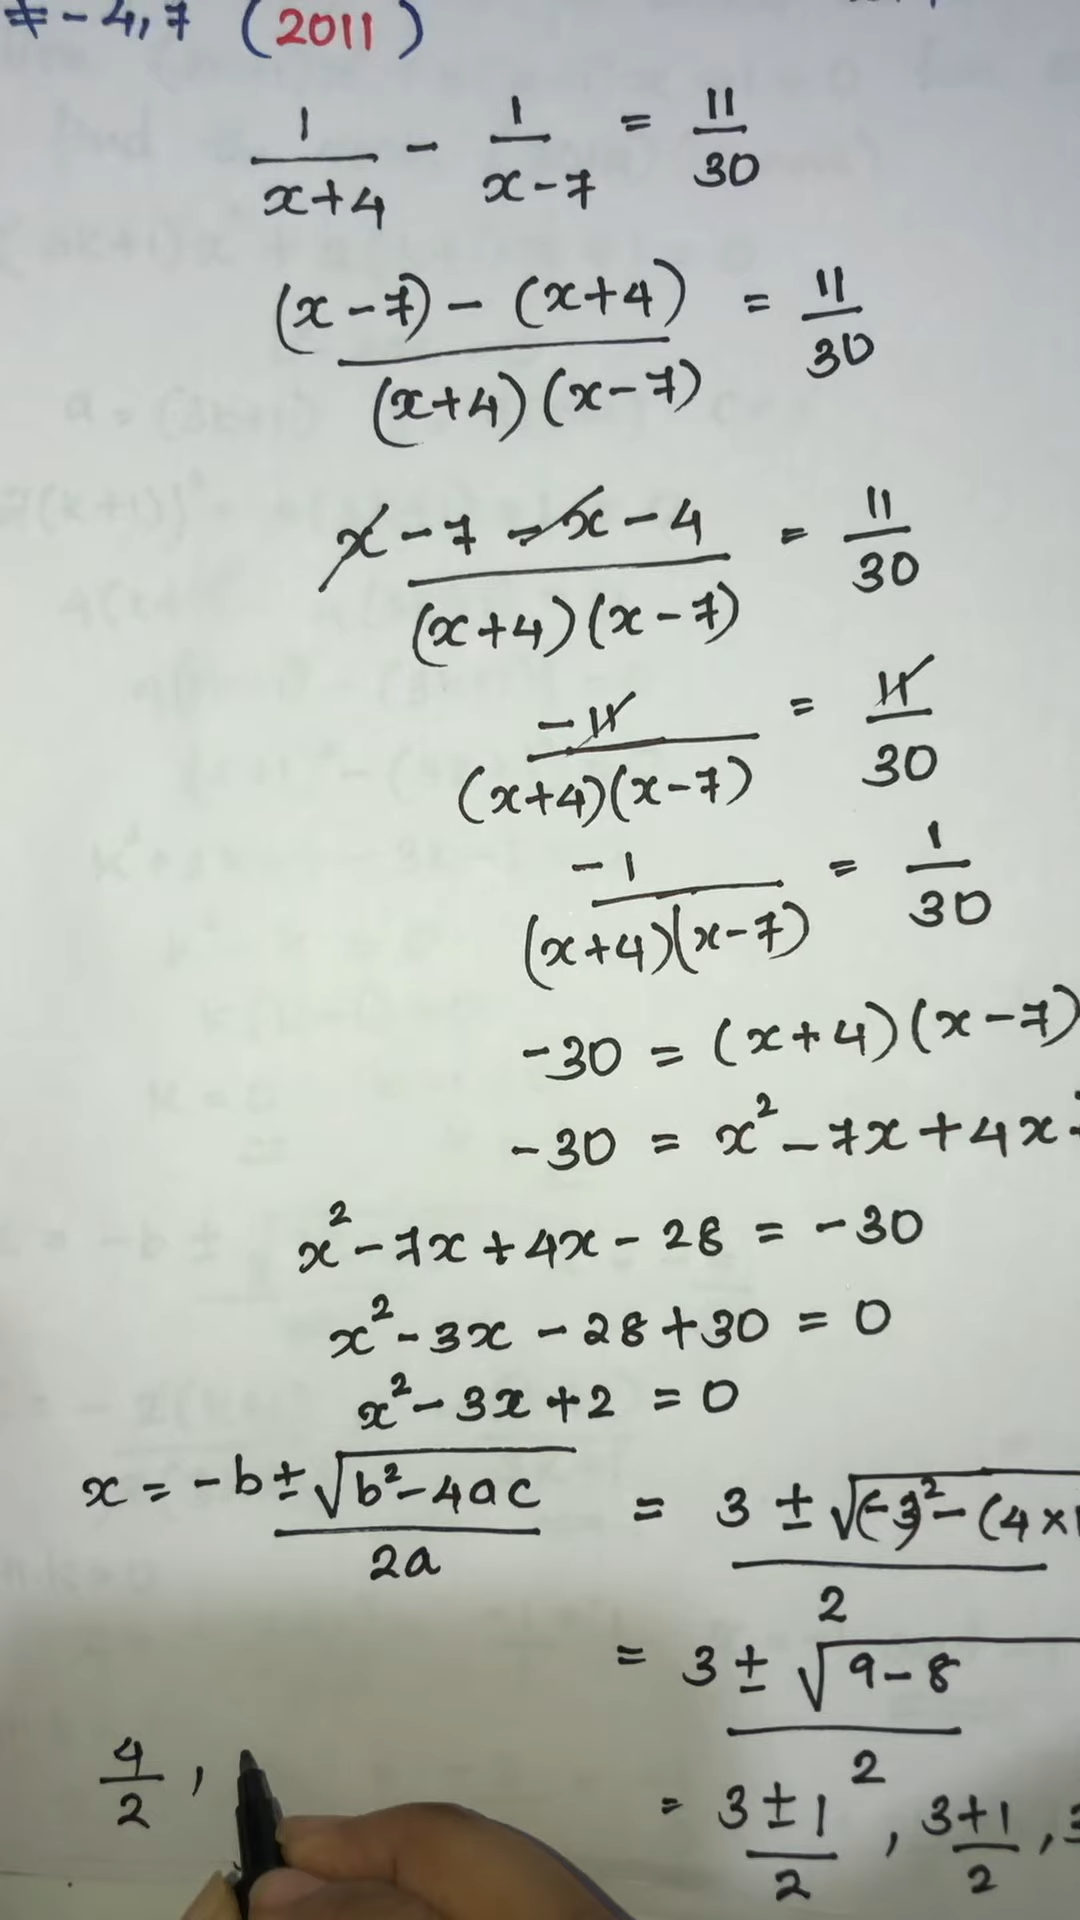 ≠ -4, 7 (2011)
1/(x+4) - 1/(x-7) = 11/30
((x-7) - (x+4))/((x+4)(x-7)) = 11/30
(x - 7 - x - 4)/((x+4)(x-7)) = 11/30
-11/((x+4)(x-7)) = 11/30
-1/((x+4)(x-7)) = 1/30
-30 = (x+4)(x-7)
-30 = x² - 7x + 4x -
x² - 7x + 4x - 28 = -30
x² - 3x - 28 + 30 = 0
x² - 3x + 2 = 0
x = (-b ± √(b² - 4ac))/2a = (3 ± √((-3)² - (4×1
/2
= (3 ± √(9-8))/2
4/2 , = (3±1)/2 , (3+1)/2 , 3